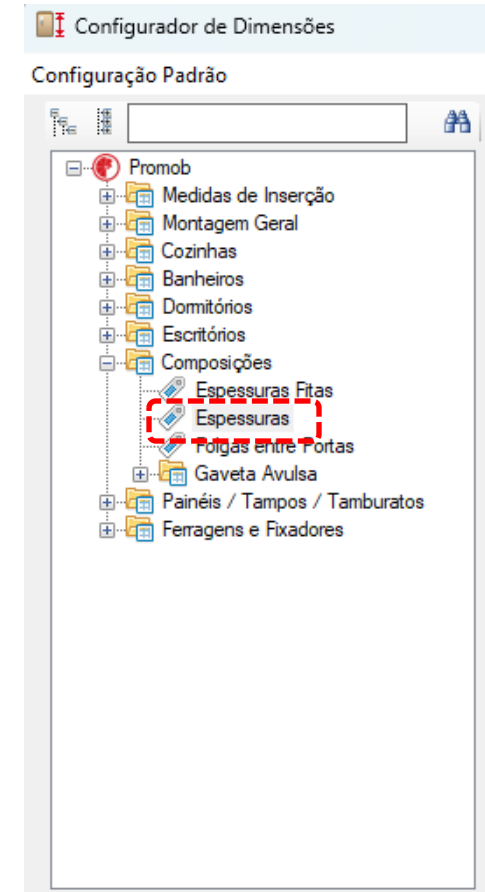 Configurador de Dimensões
Configuração Padrão
Promob
Medidas de Inserção
Montagem Geral
Cozinhas
Banheiros
Dormitórios
Escritórios
Composições
Espessuras Fitas
Espessuras
Folgas entre Portas
Gaveta Avulsa
Painéis / Tampos / Tamburatos
Ferragens e Fixadores